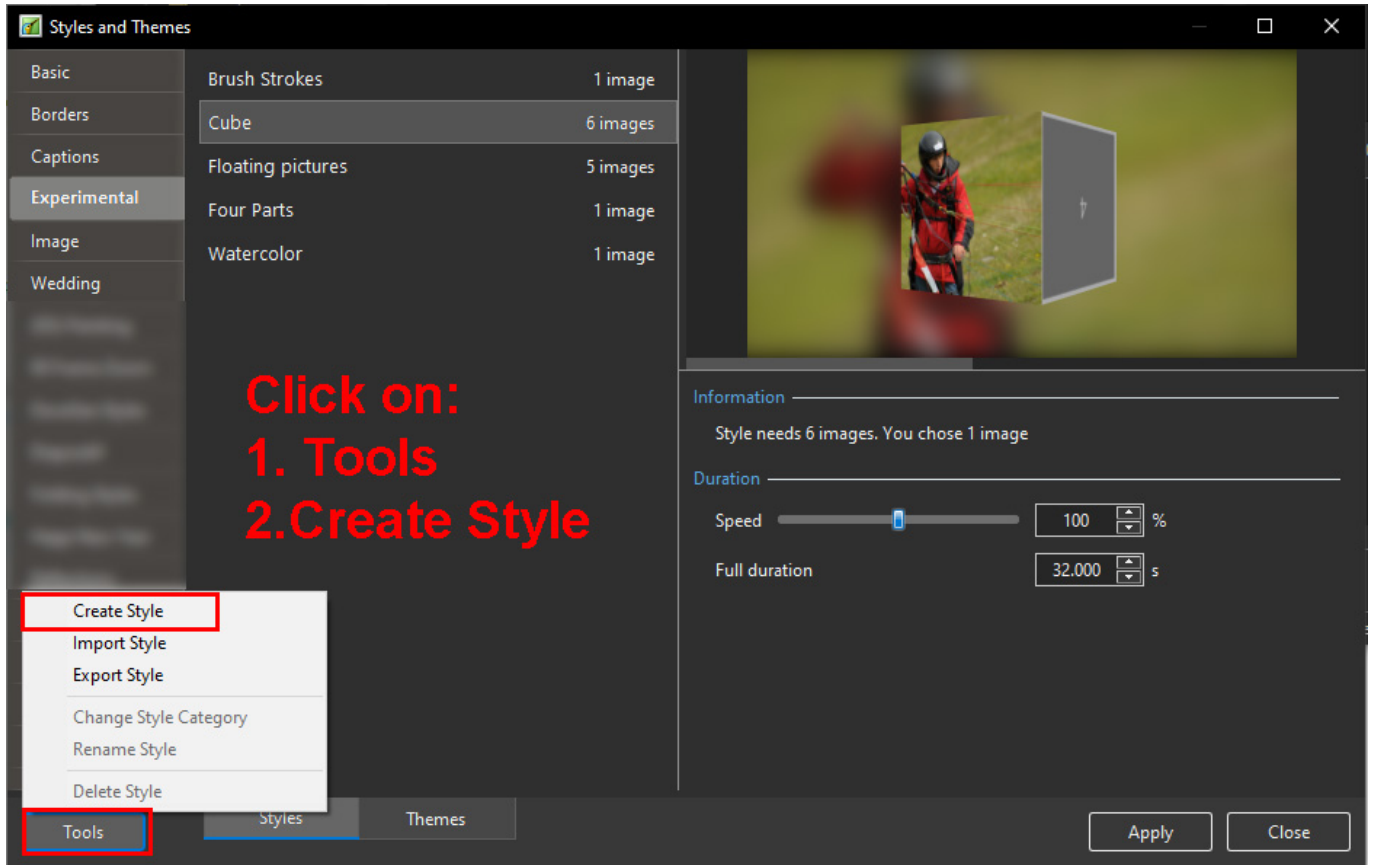 Styles and Themes
Basic
Borders
Captions
Experimental
Image
Wedding
Brush Strokes 1 image
Cube 6 images
Floating pictures 5 images
Four Parts 1 image
Watercolor 1 image
4
Click on:
1. Tools
2.Create Style
Information
Style needs 6 images. You chose 1 image
Duration
Speed 100 %
Full duration 32.000 s
Create Style
Import Style
Export Style
Change Style Category
Rename Style
Delete Style
Tools
Styles Themes
Apply Close